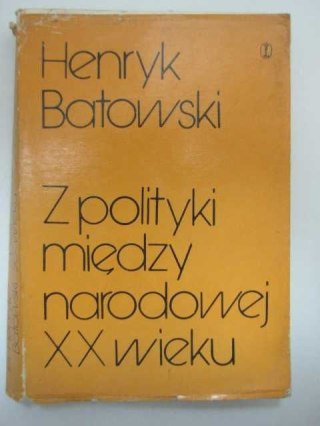 Henryk
Batowski
Z polityki
między
narodowej
XX wieku